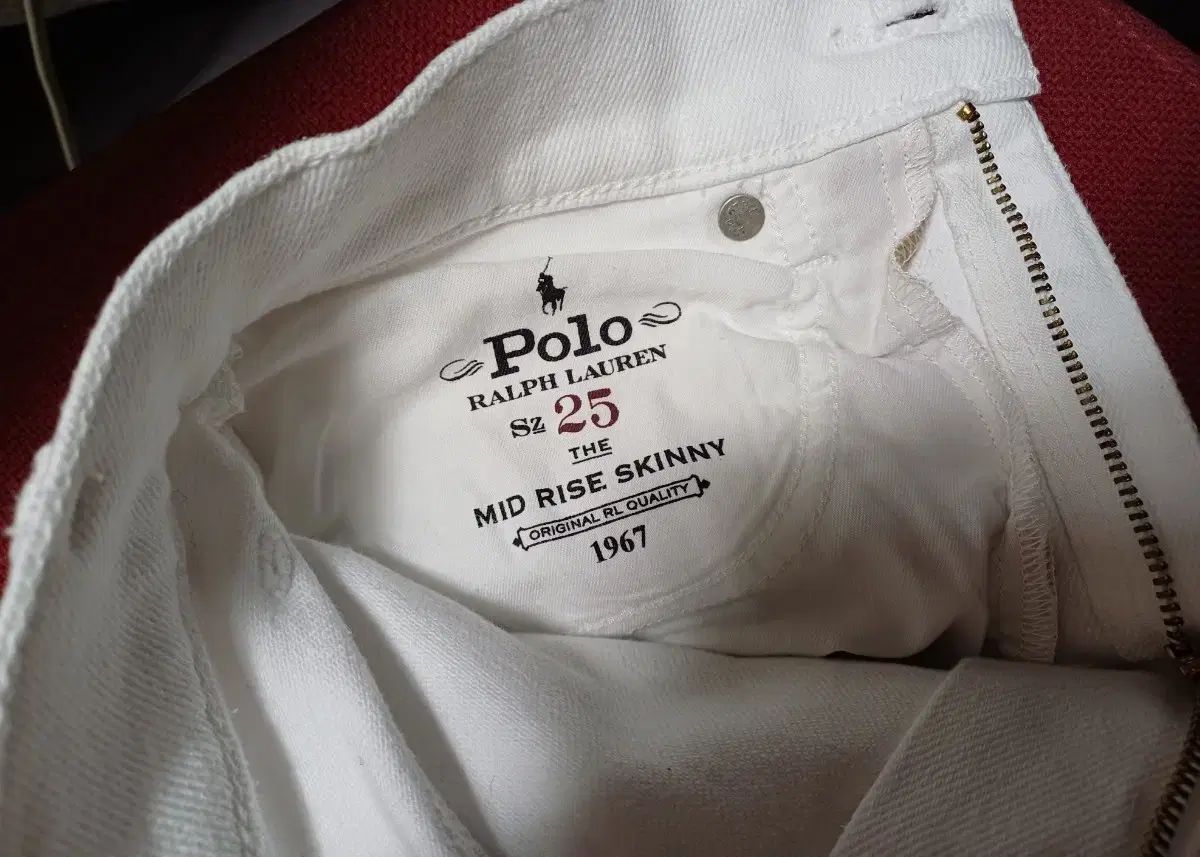 Polo
RALPH LAUREN
Sz 25
THE
MID RISE SKINNY
ORIGINAL RL QUALITY
1967